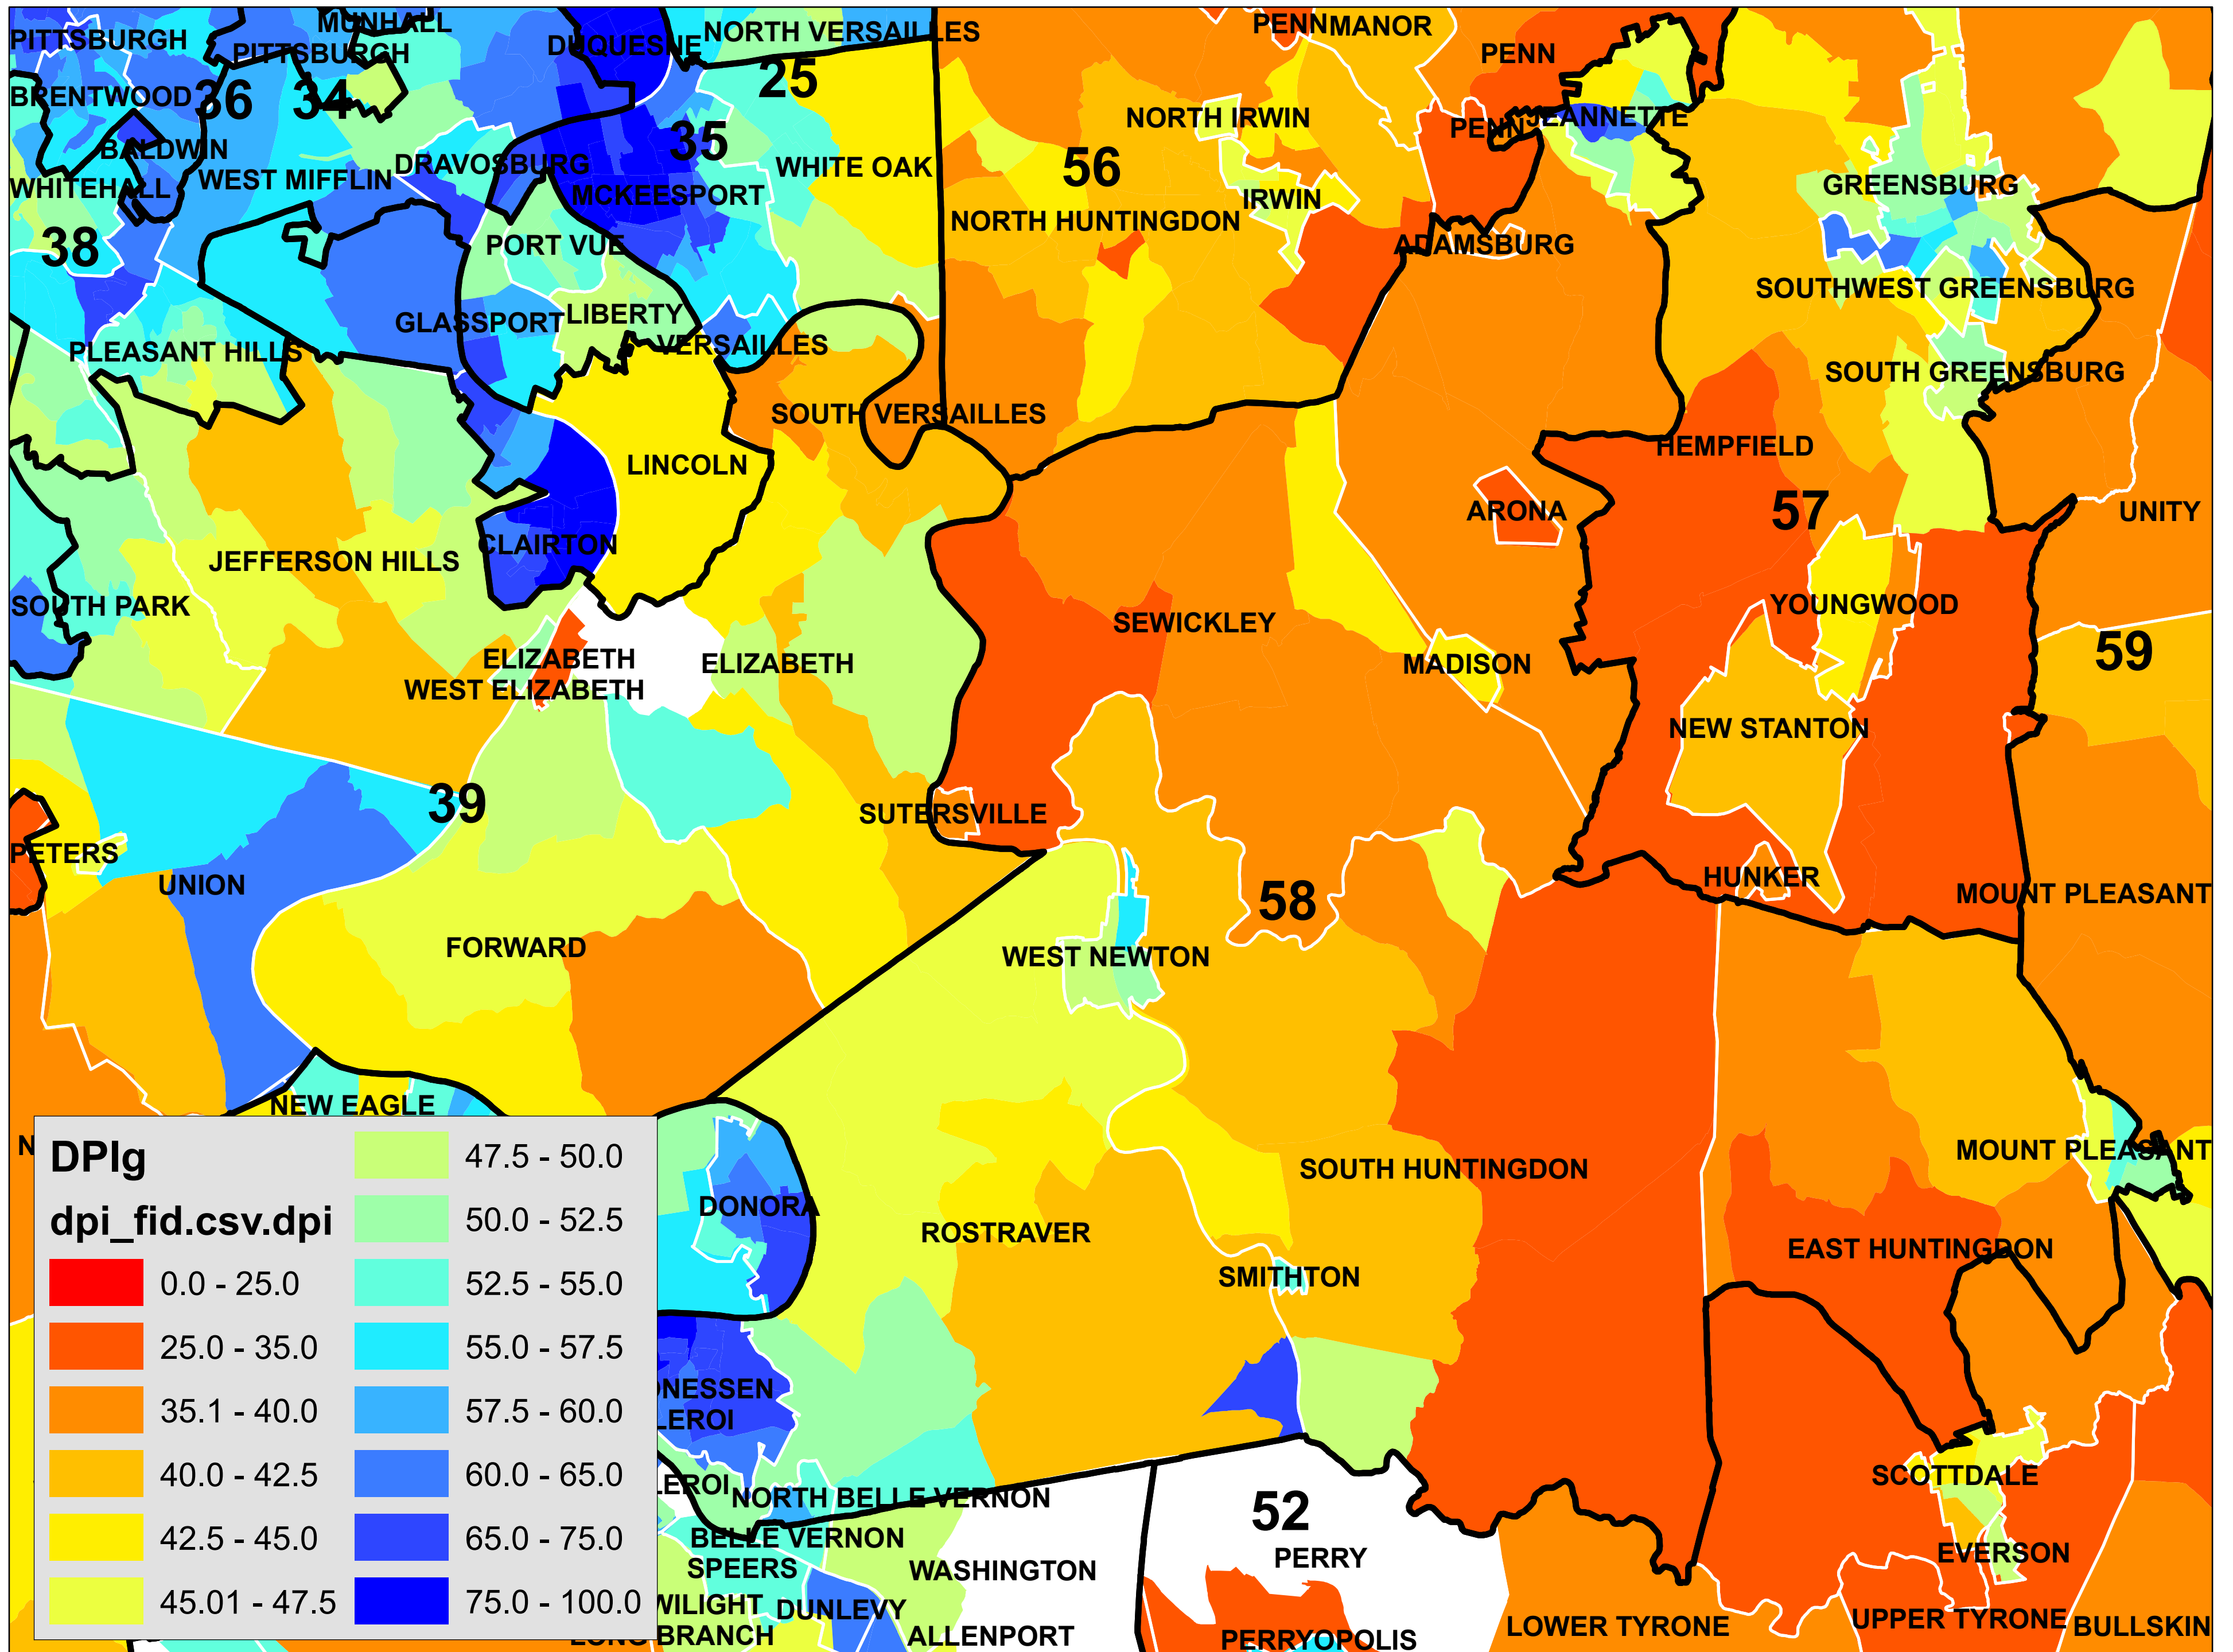 MUNHALL
PITTSBURGH
PITTSBURGH
DUQUESNE
NORTH VERSAILLES
PENN
MANOR
PENN
25
BRENTWOOD
36
34
NORTH IRWIN
PENN
JEANNETTE
BALDWIN
35
DRAVOSBURG
WHITE OAK
56
WHITEHALL
WEST MIFFLIN
MCKEESPORT
IRWIN
GREENSBURG
NORTH HUNTINGDON
38
PORT VUE
ADAMSBURG
SOUTHWEST GREENSBURG
GLASSPORT
LIBERTY
PLEASANT HILLS
VERSAILLES
SOUTH GREENSBURG
SOUTH VERSAILLES
HEMPFIELD
LINCOLN
ARONA
57
UNITY
CLAIRTON
JEFFERSON HILLS
SOUTH PARK
SEWICKLEY
YOUNGWOOD
59
ELIZABETH
ELIZABETH
MADISON
WEST ELIZABETH
NEW STANTON
39
SUTERSVILLE
PETERS
UNION
58
HUNKER
MOUNT PLEASANT
FORWARD
WEST NEWTON
NEW EAGLE
N
MOUNT PLEASANT
SOUTH HUNTINGDON
DONORA
ROSTRAVER
EAST HUNTINGDON
SMITHTON
ONESSEN
LEROI
SCOTTDALE
LEROI
NORTH BELLE VERNON
52
BELLE VERNON
PERRY
EVERSON
SPEERS
WASHINGTON
WILIGHT
DUNLEVY
LOWER TYRONE
UPPER TYRONE
BULLSKIN
LONG BRANCH
ALLENPORT
PERRYOPOLIS
DPIg
dpi_fid.csv.dpi
0.0 - 25.0
25.0 - 35.0
35.1 - 40.0
40.0 - 42.5
42.5 - 45.0
45.01 - 47.5
47.5 - 50.0
50.0 - 52.5
52.5 - 55.0
55.0 - 57.5
57.5 - 60.0
60.0 - 65.0
65.0 - 75.0
75.0 - 100.0